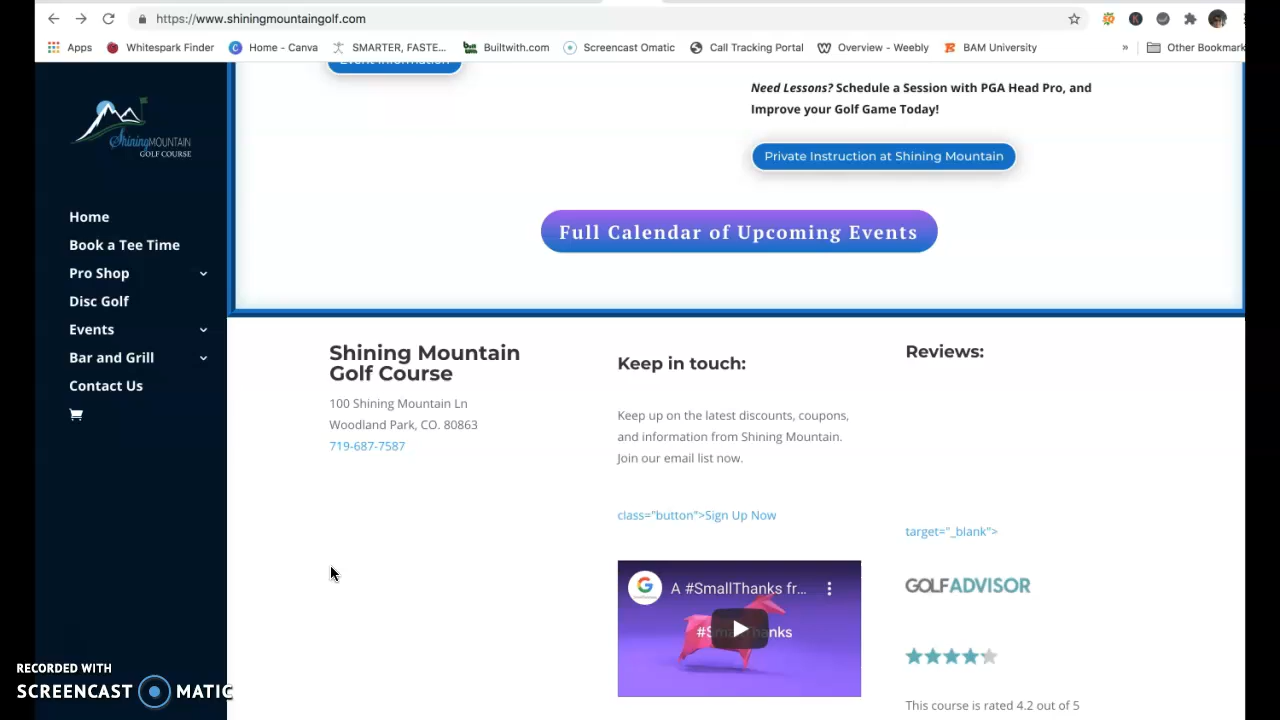 https://www.shiningmountaingolf.com
Apps
Whitespark Finder
Home - Canva
SMARTER, FASTE...
Builtwith.com
Screencast Omatic
Call Tracking Portal
Overview - Weebly
BAM University
»
Other Bookmark
Event Information
Need Lessons? Schedule a Session with PGA Head Pro, and
Improve your Golf Game Today!
Private Instruction at Shining Mountain
Full Calendar of Upcoming Events
Shining MOUNTAIN
GOLF COURSE
Home
Book a Tee Time
Pro Shop
Disc Golf
Events
Bar and Grill
Contact Us
Shining Mountain
Golf Course
100 Shining Mountain Ln
Woodland Park, CO. 80863
719-687-7587
Keep in touch:
Keep up on the latest discounts, coupons,
and information from Shining Mountain.
Join our email list now.
class="button">Sign Up Now
A #SmallThanks fr...
Reviews:
target="_blank">
GOLFADVISOR
This course is rated 4.2 out of 5
RECORDED WITH
SCREENCAST MATIC